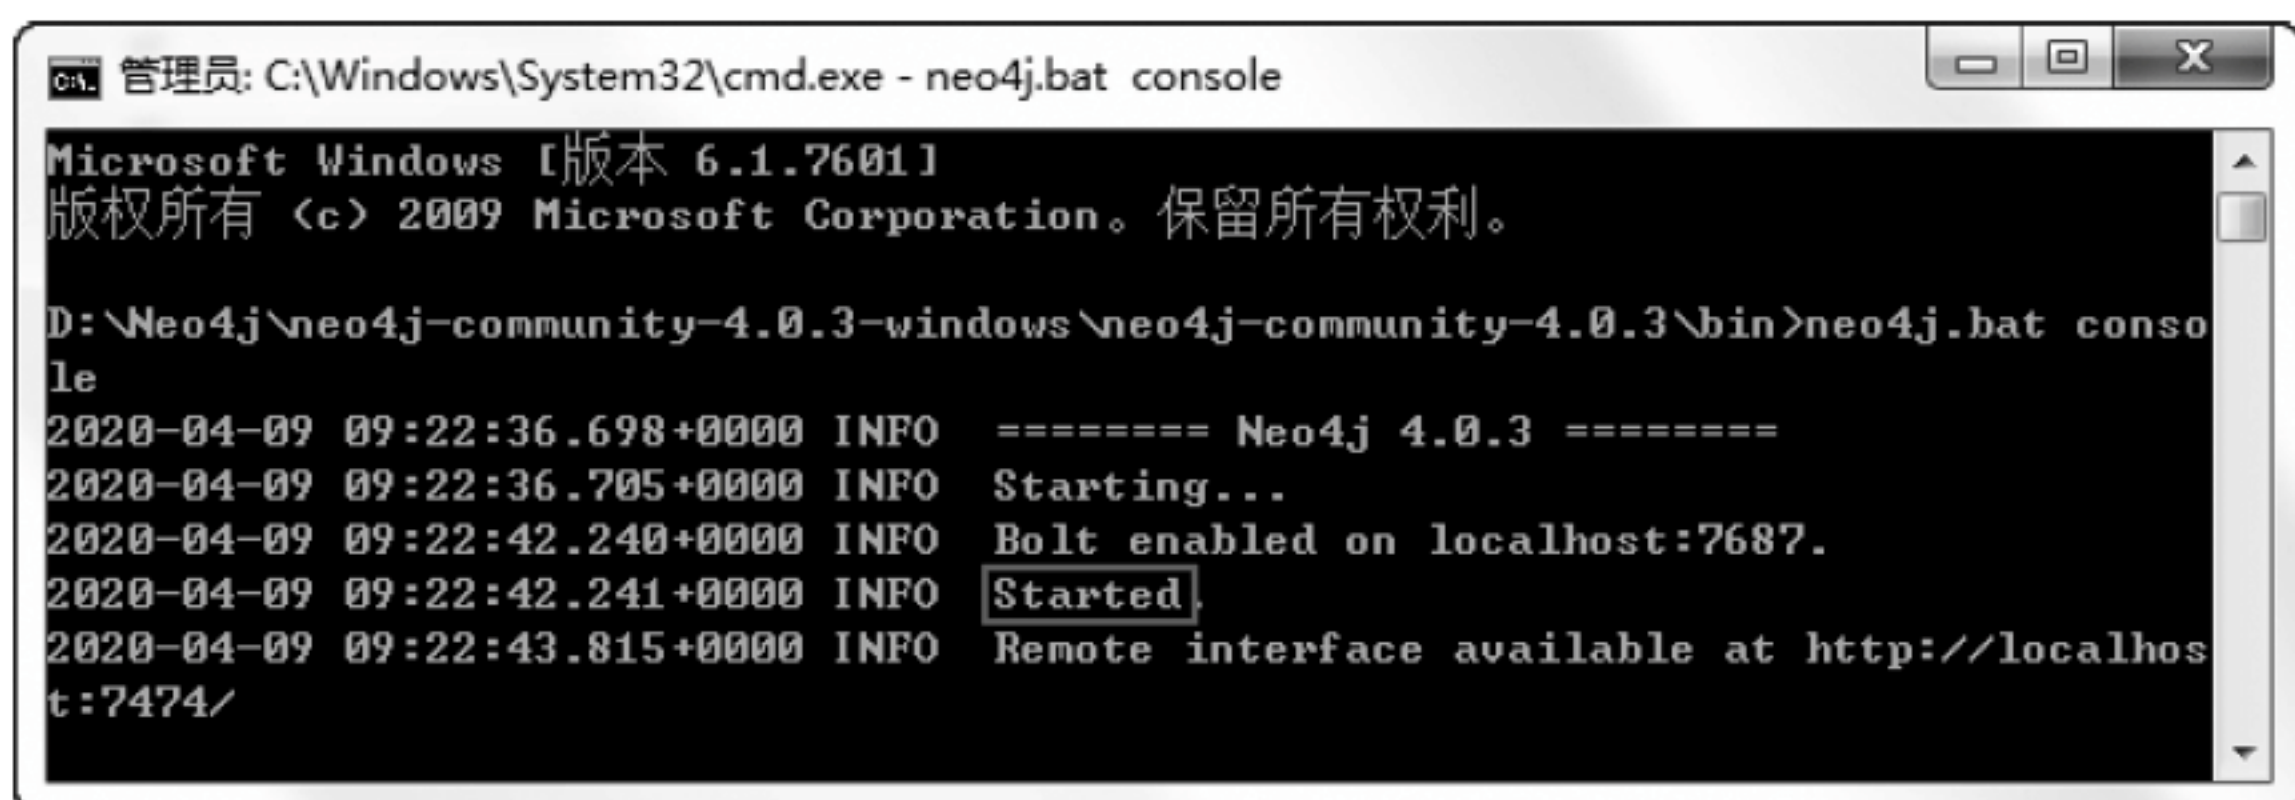 管理员: C:\Windows\System32\cmd.exe - neo4j.bat  console
Microsoft Windows [版本 6.1.7601]
版权所有 (c) 2009 Microsoft Corporation。保留所有权利。
D:\Neo4j\neo4j-community-4.0.3-windows\neo4j-community-4.0.3\bin>neo4j.bat conso
le
2020-04-09 09:22:36.698+0000 INFO  ======== Neo4j 4.0.3 ========
2020-04-09 09:22:36.705+0000 INFO  Starting...
2020-04-09 09:22:42.240+0000 INFO  Bolt enabled on localhost:7687.
2020-04-09 09:22:42.241+0000 INFO  Started.
2020-04-09 09:22:43.815+0000 INFO  Remote interface available at http://localhos
t:7474/